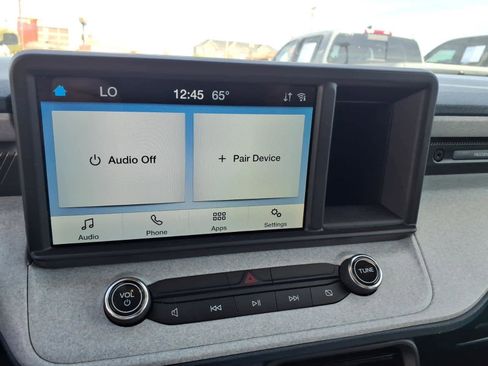 LO 12:45 65°
Audio Off
+ Pair Device
Audio Phone Apps Settings
VOL
TUNE